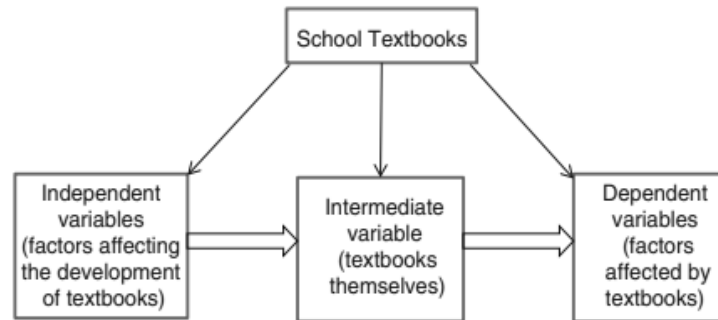 School Textbooks
Independent
variables
(factors affecting
the development
of textbooks)
Intermediate
variable
(textbooks
themselves)
Dependent
variables
(factors
affected by
textbooks)